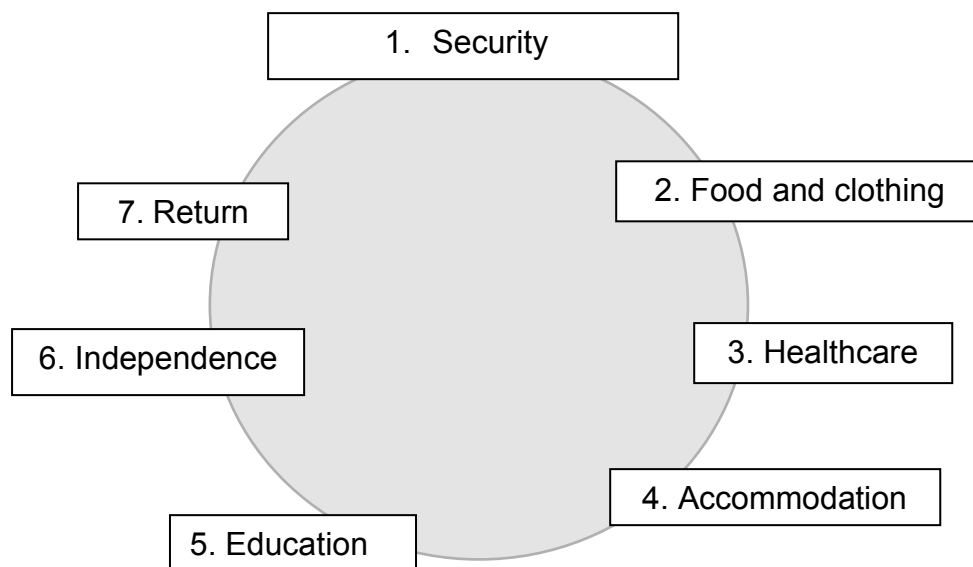 1. Security
2. Food and clothing
3. Healthcare
4. Accommodation
5. Education
6. Independence
7. Return